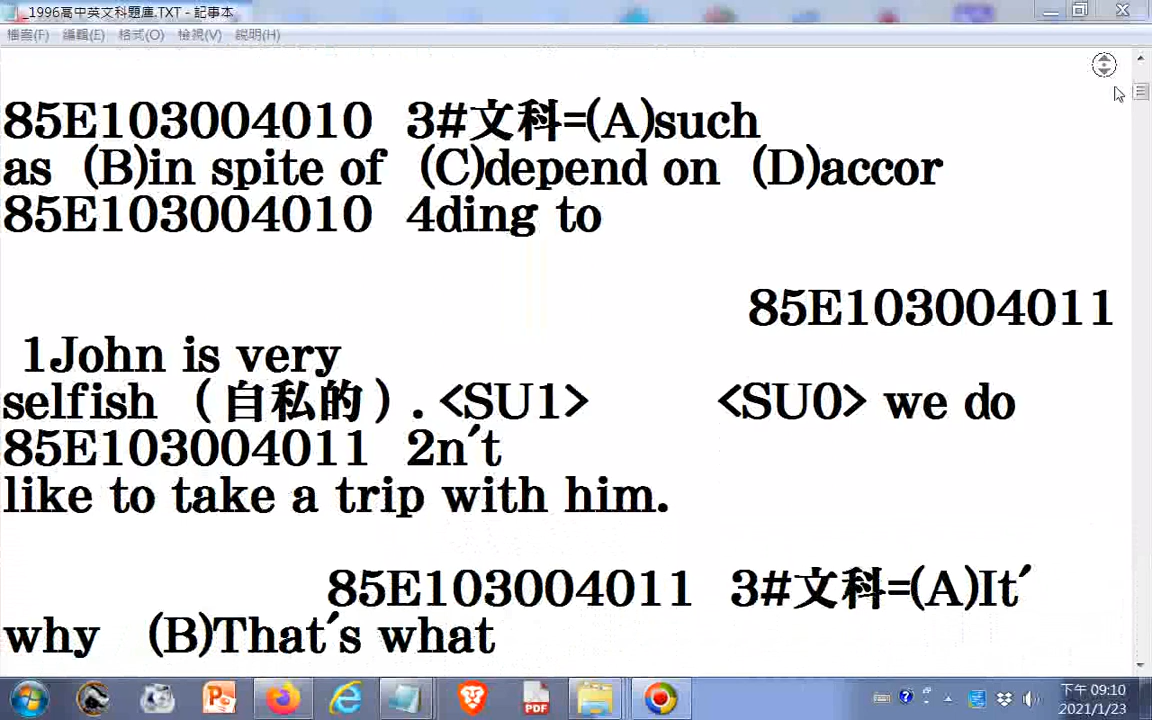 _1996高中英文科題庫.TXT - 記事本
檔案(F) 編輯(E) 格式(O) 檢視(V) 說明(H)
85E103004010 3#文科=(A)such
as (B)in spite of (C)depend on (D)accor
85E103004010 4ding to
85E103004011
1John is very
selfish（自私的）. <SU1> <SU0> we do
85E103004011 2n′t
like to take a trip with him.
85E103004011 3#文科=(A)It′
why (B)That′s what
PDF
下午 09:10
2021/1/23